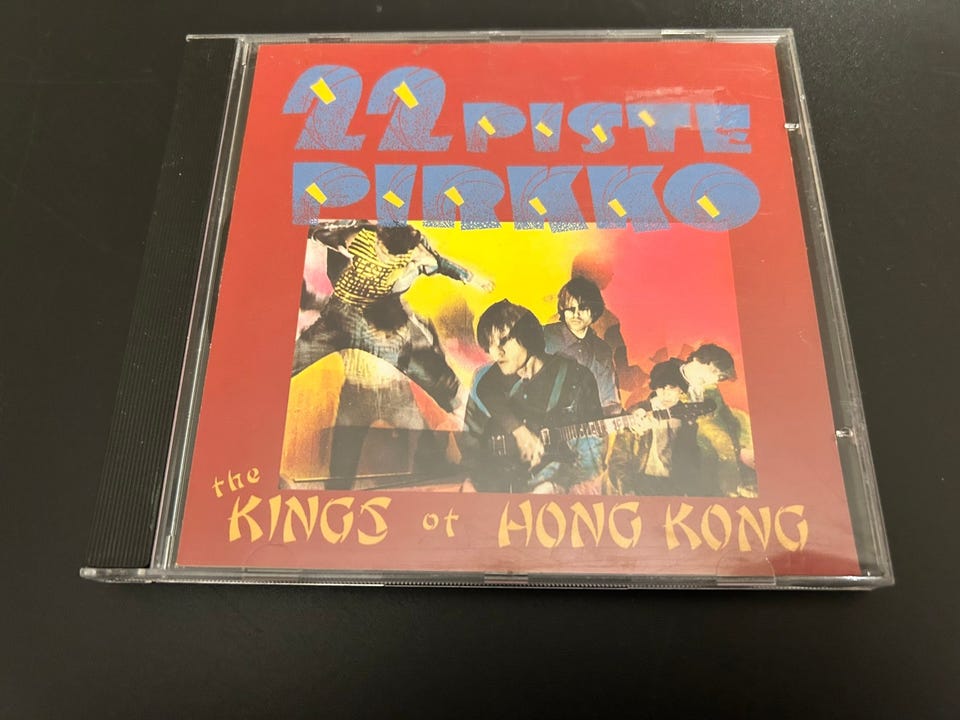 22 PISTE
PIRKKO
the
KINGS of HONG KONG